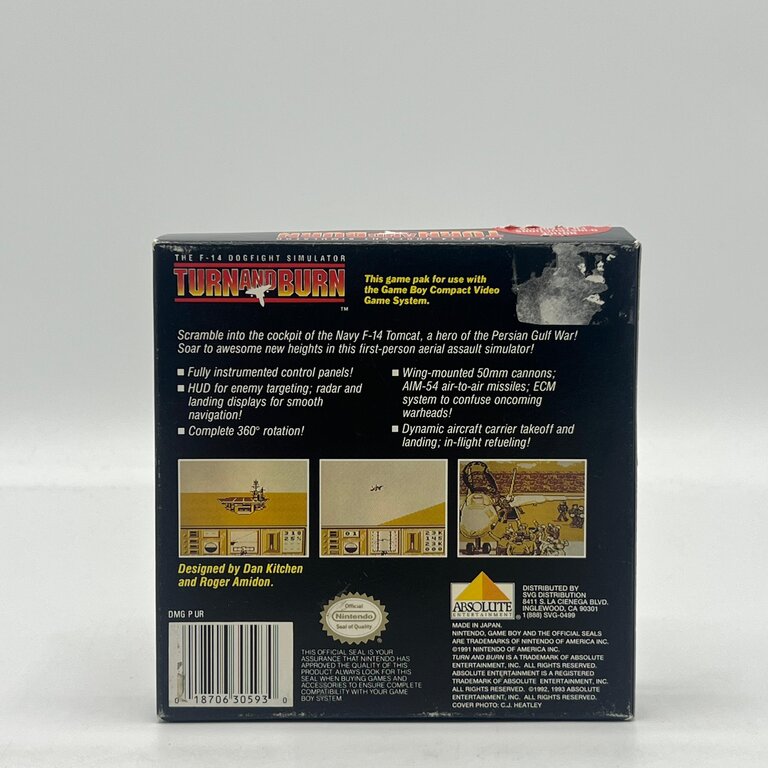 THE F-14 DOGFIGHT SIMULATOR
TURN AND BURN
TM
This game pak for use with
the Game Boy Compact Video
Game System.
Scramble into the cockpit of the Navy F-14 Tomcat, a hero of the Persian Gulf War!
Soar to awesome new heights in this first-person aerial assault simulator!
Fully instrumented control panels!
HUD for enemy targeting; radar and
landing displays for smooth
navigation!
Complete 360° rotation!
Wing-mounted 50mm cannons;
AIM-54 air-to-air missiles; ECM
system to confuse oncoming
warheads!
Dynamic aircraft carrier takeoff and
landing; in-flight refueling!
Designed by Dan Kitchen
and Roger Amidon.
DMG P UR
0 18706 30593 0
Official
Nintendo
Seal of Quality
THIS OFFICIAL SEAL IS YOUR
ASSURANCE THAT NINTENDO HAS
APPROVED THE QUALITY OF THIS
PRODUCT. ALWAYS LOOK FOR THIS
SEAL WHEN BUYING GAMES AND
ACCESSORIES TO ENSURE COMPLETE
COMPATIBILITY WITH YOUR GAME
BOY SYSTEM.
ABSOLUTE
ENTERTAINMENT ®
DISTRIBUTED BY
SVG DISTRIBUTION
8411 S. LA CIENEGA BLVD.
INGLEWOOD, CA 90301
1 (888) SVG-0499
MADE IN JAPAN.
NINTENDO, GAME BOY AND THE OFFICIAL SEALS
ARE TRADEMARKS OF NINTENDO OF AMERICA INC.
©1991 NINTENDO OF AMERICA INC.
TURN AND BURN IS A TRADEMARK OF ABSOLUTE
ENTERTAINMENT, INC. ALL RIGHTS RESERVED.
ABSOLUTE ENTERTAINMENT IS A REGISTERED
TRADEMARK OF ABSOLUTE ENTERTAINMENT, INC.
ALL RIGHTS RESERVED. ©1992, 1993 ABSOLUTE
ENTERTAINMENT, INC. ALL RIGHTS RESERVED.
COVER PHOTO: C.J. HEATLEY